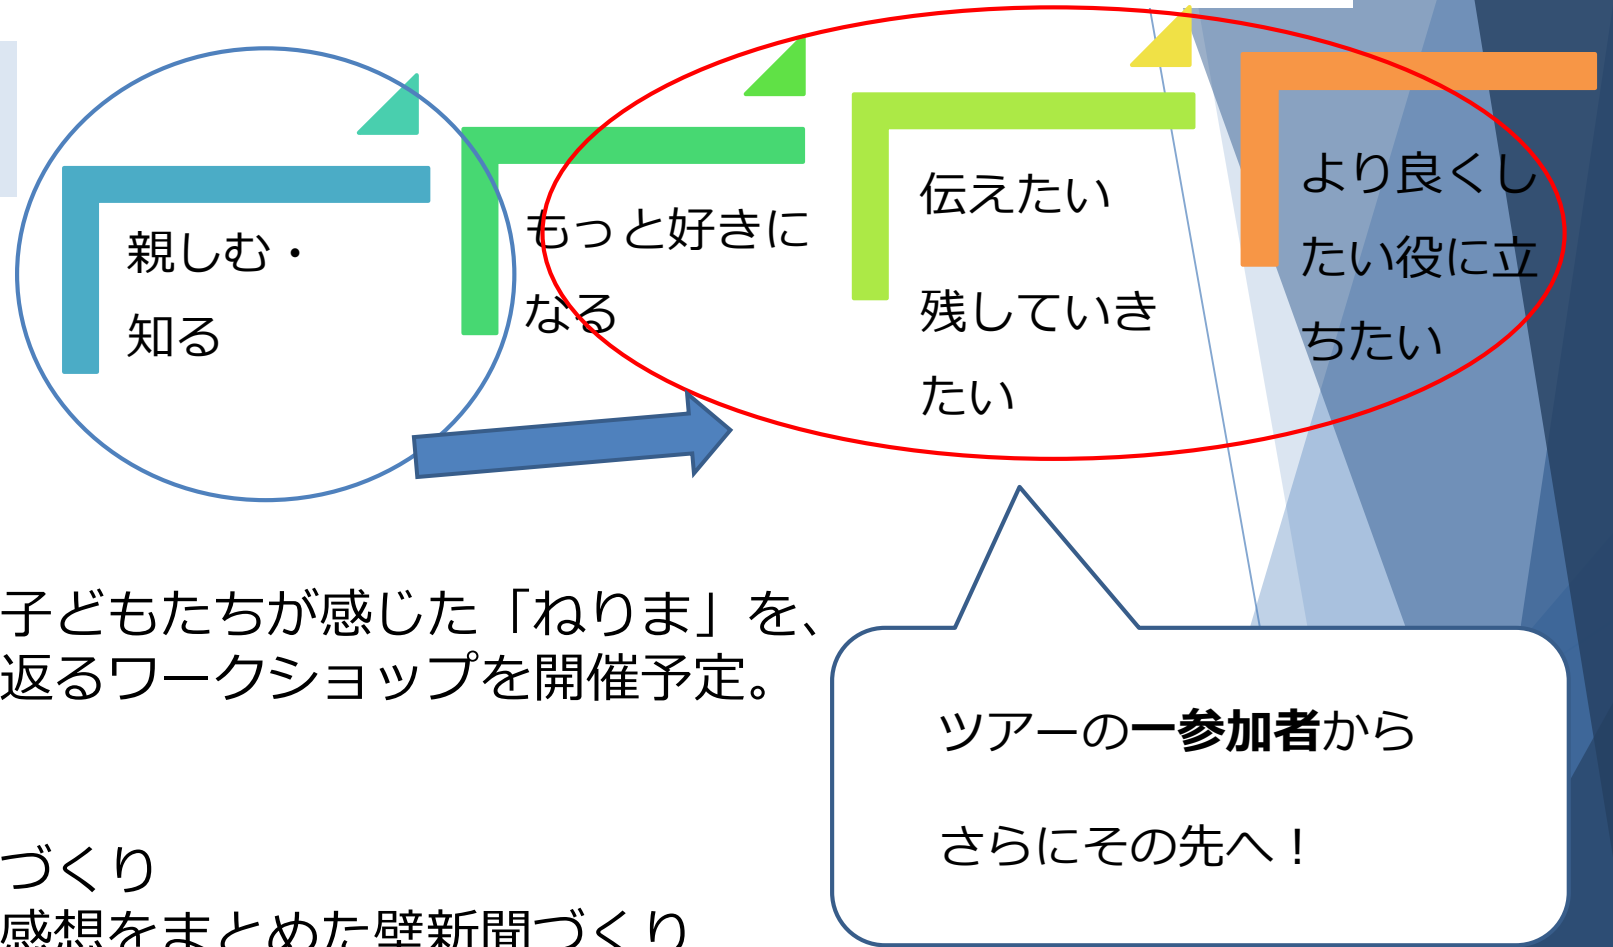 親しむ・
知る
もっと好きに
なる
伝えたい
残していき
たい
より良くし
たい役に立
ちたい
子どもたちが感じた「ねりま」を、
返るワークショップを開催予定。
づくり
感想をまとめた壁新聞づくり
ツアーの一参加者から
さらにその先へ！